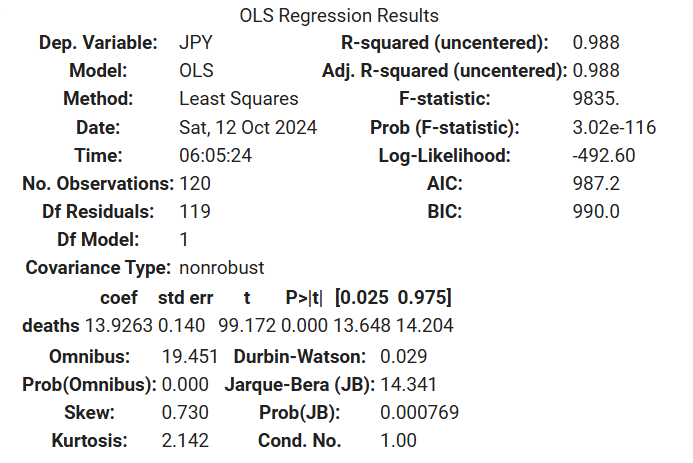 OLS Regression Results
Dep. Variable: JPY R-squared (uncentered): 0.988
Model: OLS Adj. R-squared (uncentered): 0.988
Method: Least Squares F-statistic: 9835.
Date: Sat, 12 Oct 2024 Prob (F-statistic): 3.02e-116
Time: 06:05:24 Log-Likelihood: -492.60
No. Observations: 120 AIC: 987.2
Df Residuals: 119 BIC: 990.0
Df Model: 1
Covariance Type: nonrobust
coef std err t P>|t| [0.025 0.975]
deaths 13.9263 0.140 99.172 0.000 13.648 14.204
Omnibus: 19.451 Durbin-Watson: 0.029
Prob(Omnibus): 0.000 Jarque-Bera (JB): 14.341
Skew: 0.730 Prob(JB): 0.000769
Kurtosis: 2.142 Cond. No. 1.00